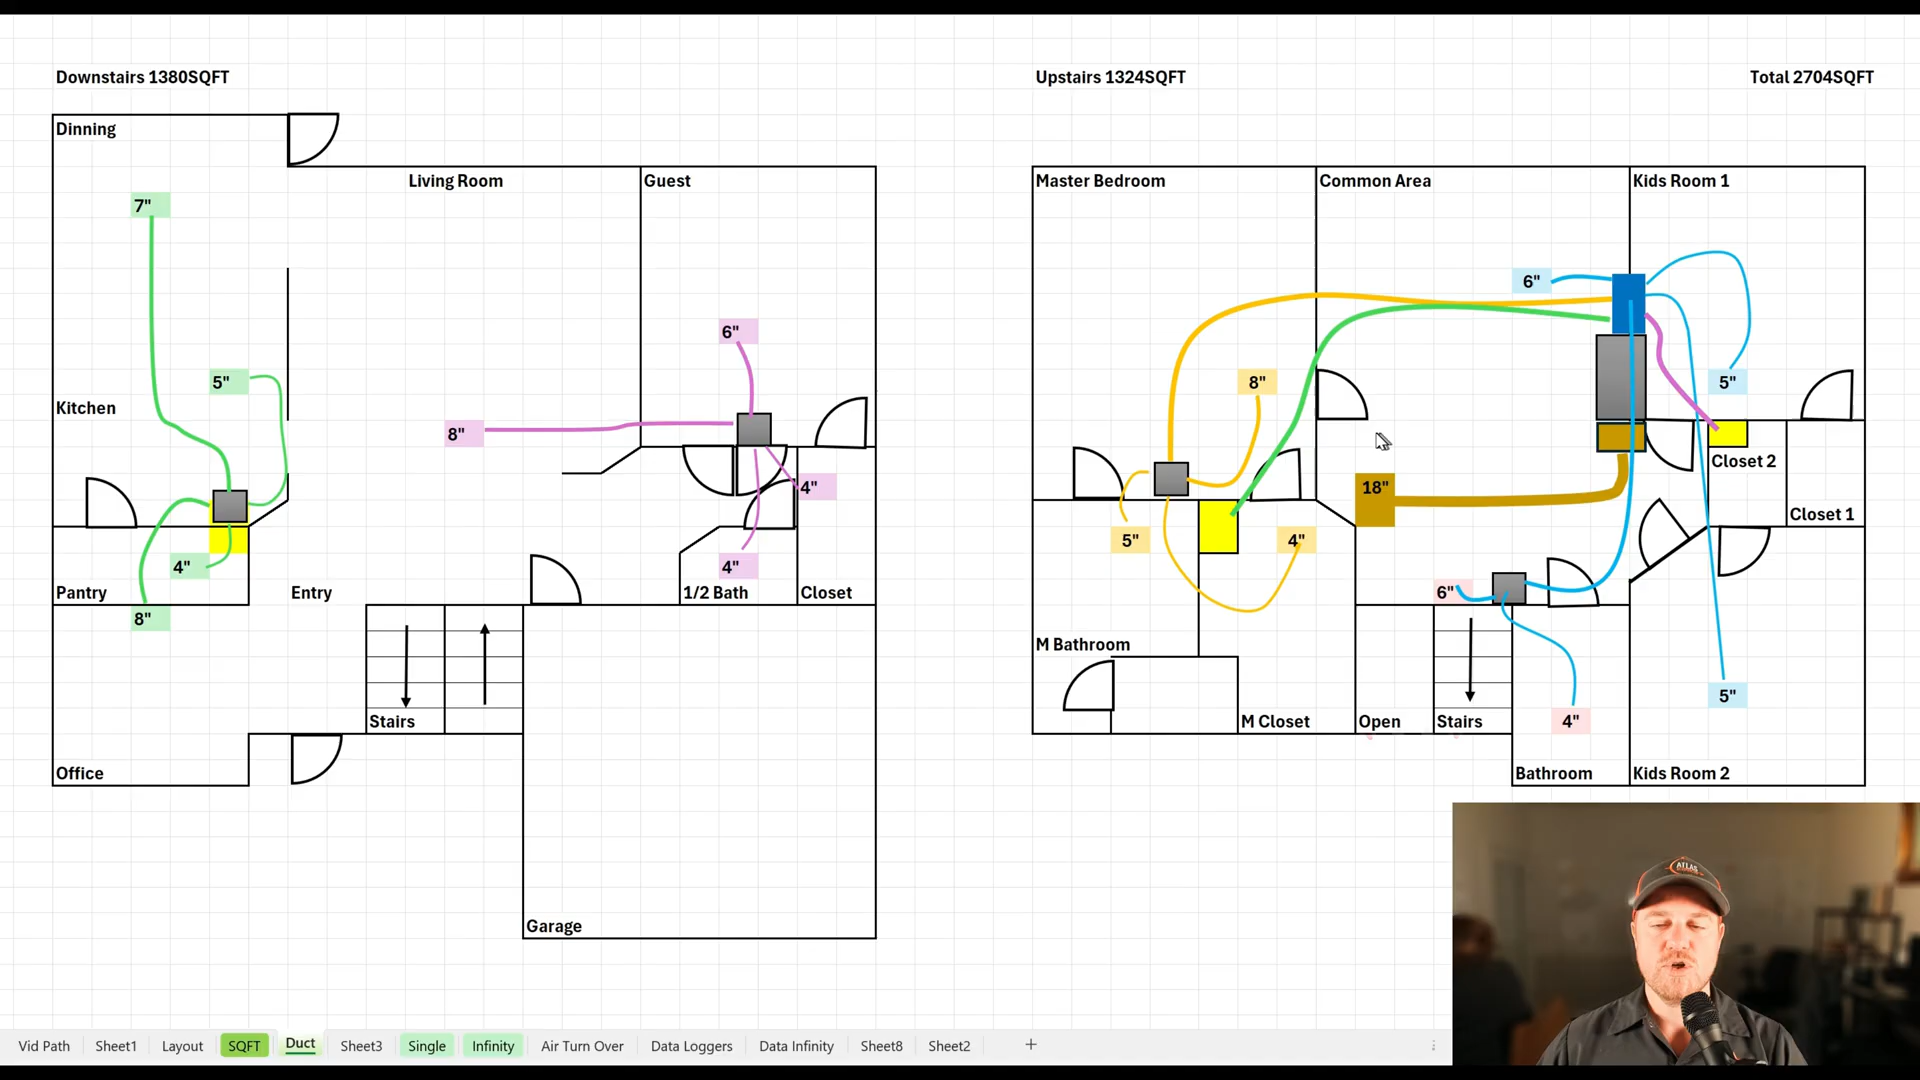 Downstairs 1380SQFT
Upstairs 1324SQFT
Total 2704SQFT
Dinning
Living Room
Guest
7"
6"
5"
Kitchen
8"
4"
4"
4"
Pantry
Entry
1/2 Bath
Closet
8"
Stairs
Office
Garage
Master Bedroom
Common Area
Kids Room 1
6"
8"
5"
Closet 2
18"
Closet 1
5"
4"
6"
M Bathroom
5"
M Closet
Open
Stairs
4"
Bathroom
Kids Room 2
ATLAS
Vid Path
Sheet1
Layout
SQFT
Duct
Sheet3
Single
Infinity
Air Turn Over
Data Loggers
Data Infinity
Sheet8
Sheet2
+